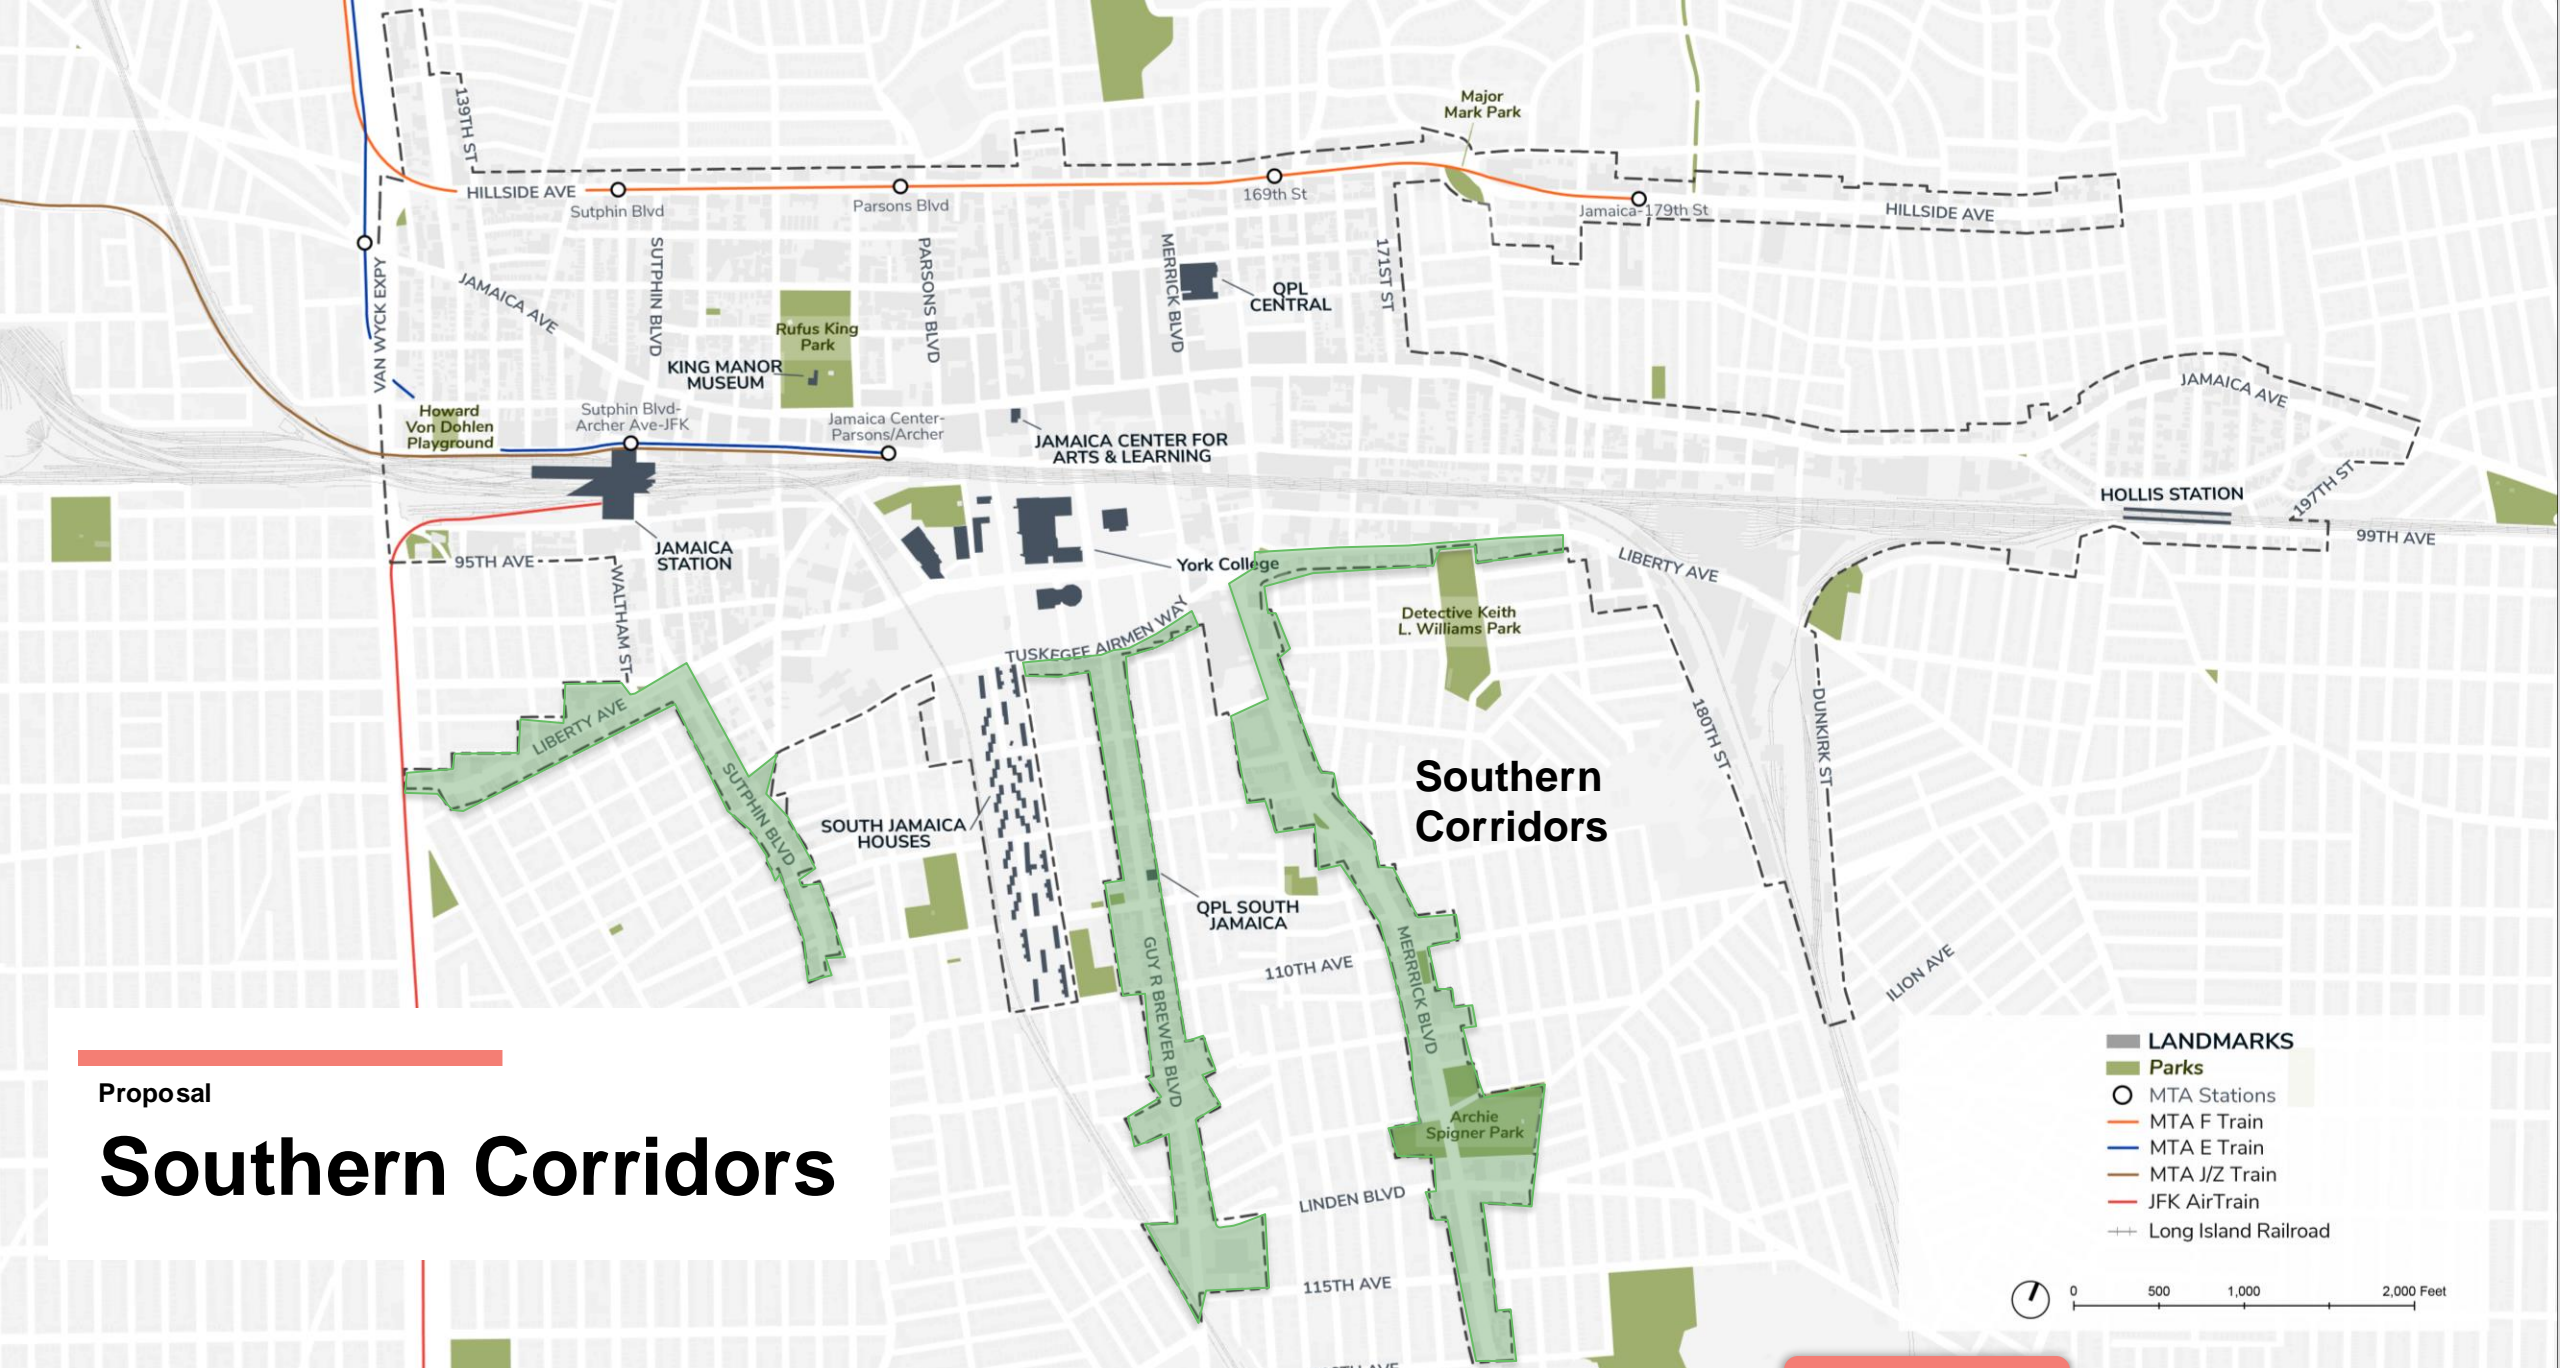 Major
Mark Park
139TH ST
HILLSIDE AVE
Sutphin Blvd
Parsons Blvd
169th St
Jamaica-179th St
HILLSIDE AVE
VAN WYCK EXPY
JAMAICA AVE
SUTPHIN BLVD
PARSONS BLVD
MERRICK BLVD
171ST ST
QPL
CENTRAL
Rufus King
Park
KING MANOR
MUSEUM
JAMAICA AVE
Howard
Von Dohlen
Playground
Sutphin Blvd-
Archer Ave-JFK
Jamaica Center-
Parsons/Archer
JAMAICA CENTER FOR
ARTS & LEARNING
HOLLIS STATION
197TH ST
99TH AVE
JAMAICA
STATION
95TH AVE
WALTHAM ST
York College
LIBERTY AVE
TUSKEGEE AIRMEN WAY
Detective Keith
L. Williams Park
180TH ST
DUNKIRK ST
LIBERTY AVE
SUTPHIN BLVD
SOUTH JAMAICA
HOUSES
Southern
Corridors
QPL SOUTH
JAMAICA
GUY R BREWER BLVD
110TH AVE
MERRRICK BLVD
ILION AVE
Archie
Spigner Park
LINDEN BLVD
115TH AVE
Proposal
Southern Corridors
LANDMARKS
Parks
MTA Stations
MTA F Train
MTA E Train
MTA J/Z Train
JFK AirTrain
Long Island Railroad
0 500 1,000 2,000 Feet